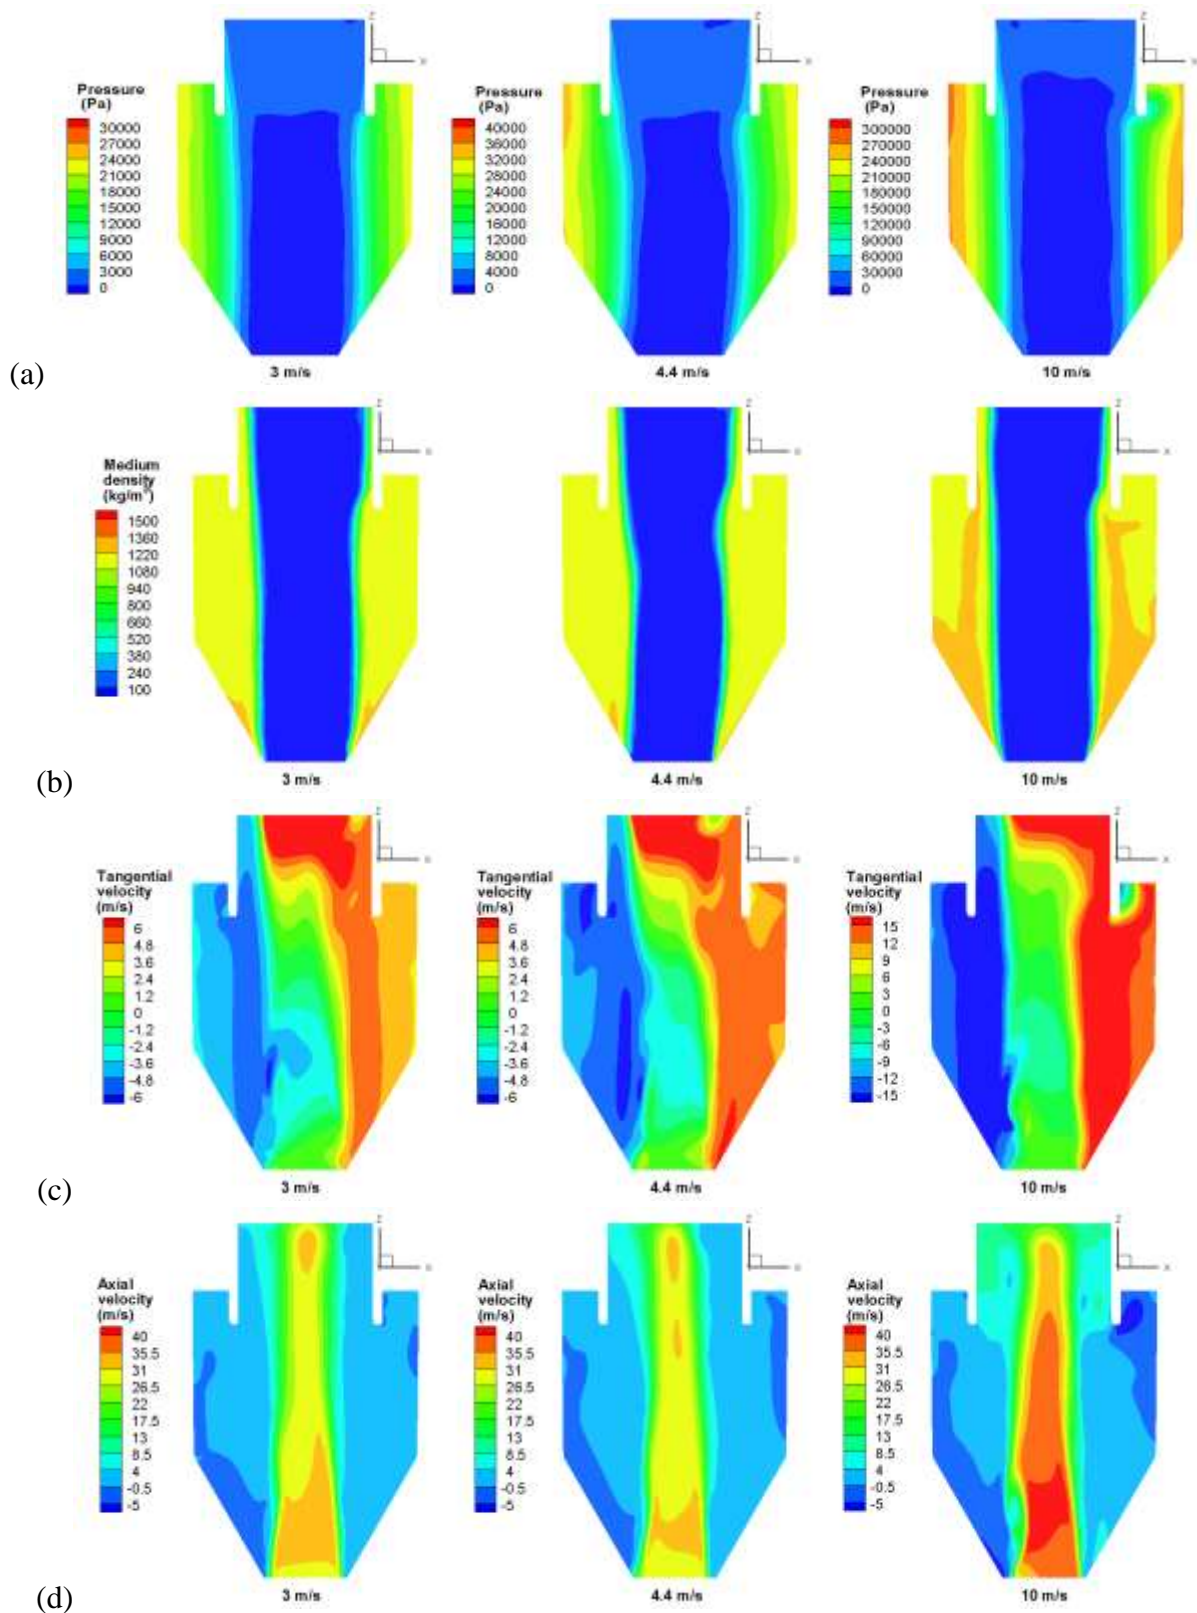 Z
X
Pressure
(Pa)
30000
27000
24000
21000
18000
15000
12000
9000
6000
3000
0
3 m/s
Z
X
Pressure
(Pa)
40000
36000
32000
28000
24000
20000
16000
12000
8000
4000
0
4.4 m/s
Z
X
Pressure
(Pa)
300000
270000
240000
210000
180000
150000
120000
90000
60000
30000
0
10 m/s
(a)
Z
X
Medium
density
(kg/m³)
1500
1360
1220
1080
940
800
660
520
380
240
100
3 m/s
Z
X
4.4 m/s
Z
X
10 m/s
(b)
Z
X
Tangential
velocity
(m/s)
6
4.8
3.6
2.4
1.2
0
-1.2
-2.4
-3.6
-4.8
-6
3 m/s
Z
X
Tangential
velocity
(m/s)
6
4.8
3.6
2.4
1.2
0
-1.2
-2.4
-3.6
-4.8
-6
4.4 m/s
Z
X
Tangential
velocity
(m/s)
15
12
9
6
3
0
-3
-6
-9
-12
-15
10 m/s
(c)
Z
X
Axial
velocity
(m/s)
40
35.5
31
26.5
22
17.5
13
8.5
4
-0.5
-5
3 m/s
Z
X
Axial
velocity
(m/s)
40
35.5
31
26.5
22
17.5
13
8.5
4
-0.5
-5
4.4 m/s
Z
X
Axial
velocity
(m/s)
40
35.5
31
26.5
22
17.5
13
8.5
4
-0.5
-5
10 m/s
(d)